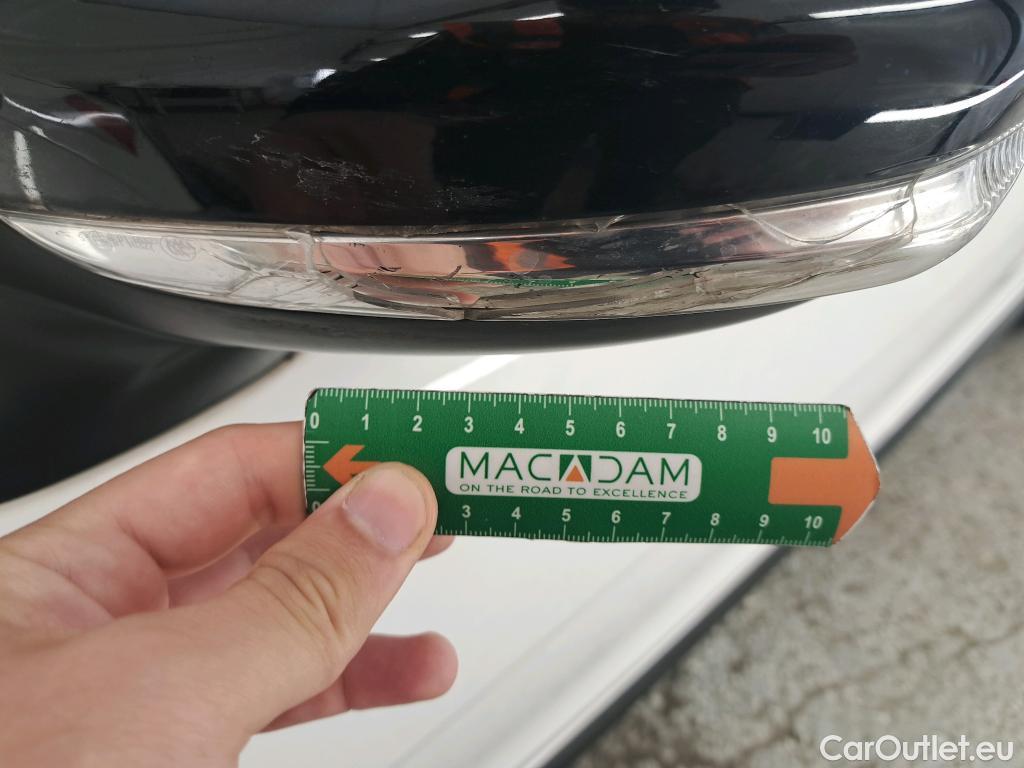 0 1 2 3 4 5 6 7 8 9 10
MACADAM
ON THE ROAD TO EXCELLENCE
3 4 5 6 7 8 9 10
CarOutlet.eu